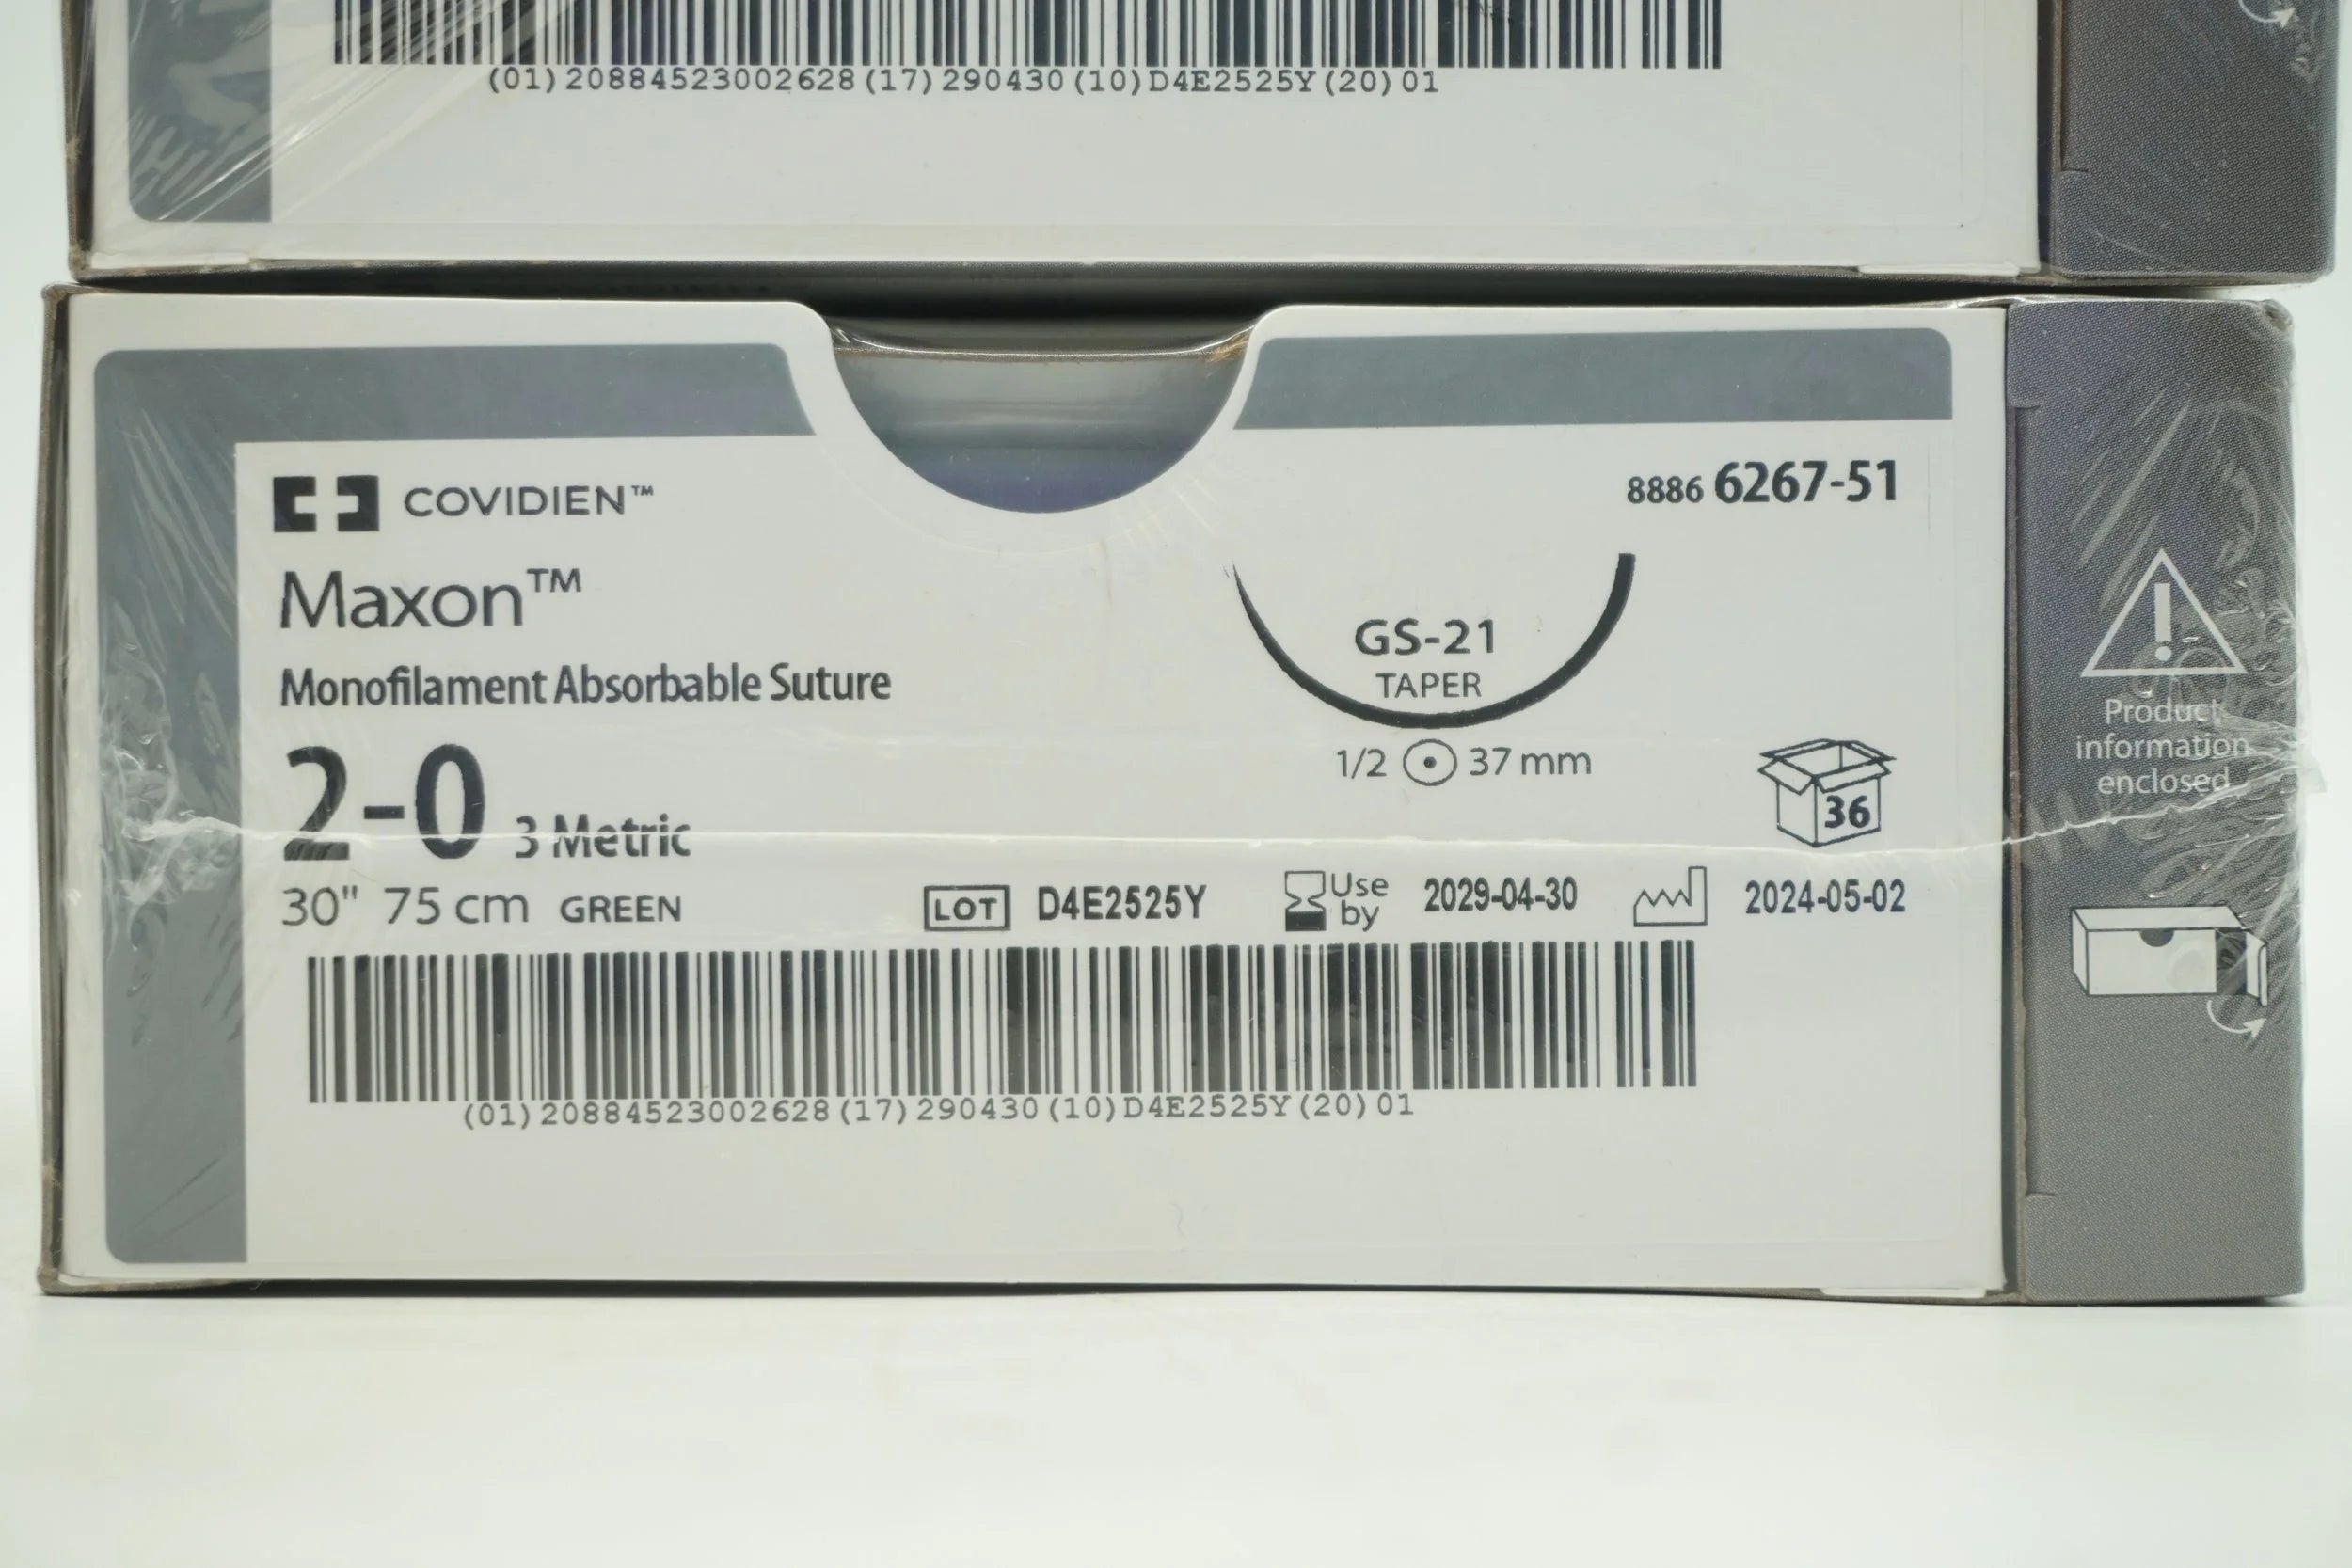 (01)20884523002628(17)290430(10)D4E2525Y(20)01
COVIDIEN™
8886 6267-51
Maxon™
GS-21
TAPER
Monofilament Absorbable Suture
1/2 37 mm
2-0 3 Metric
36
30" 75 cm GREEN
LOT D4E2525Y
Use by 2029-04-30
2024-05-02
(01)20884523002628(17)290430(10)D4E2525Y(20)01
Product
information
enclosed